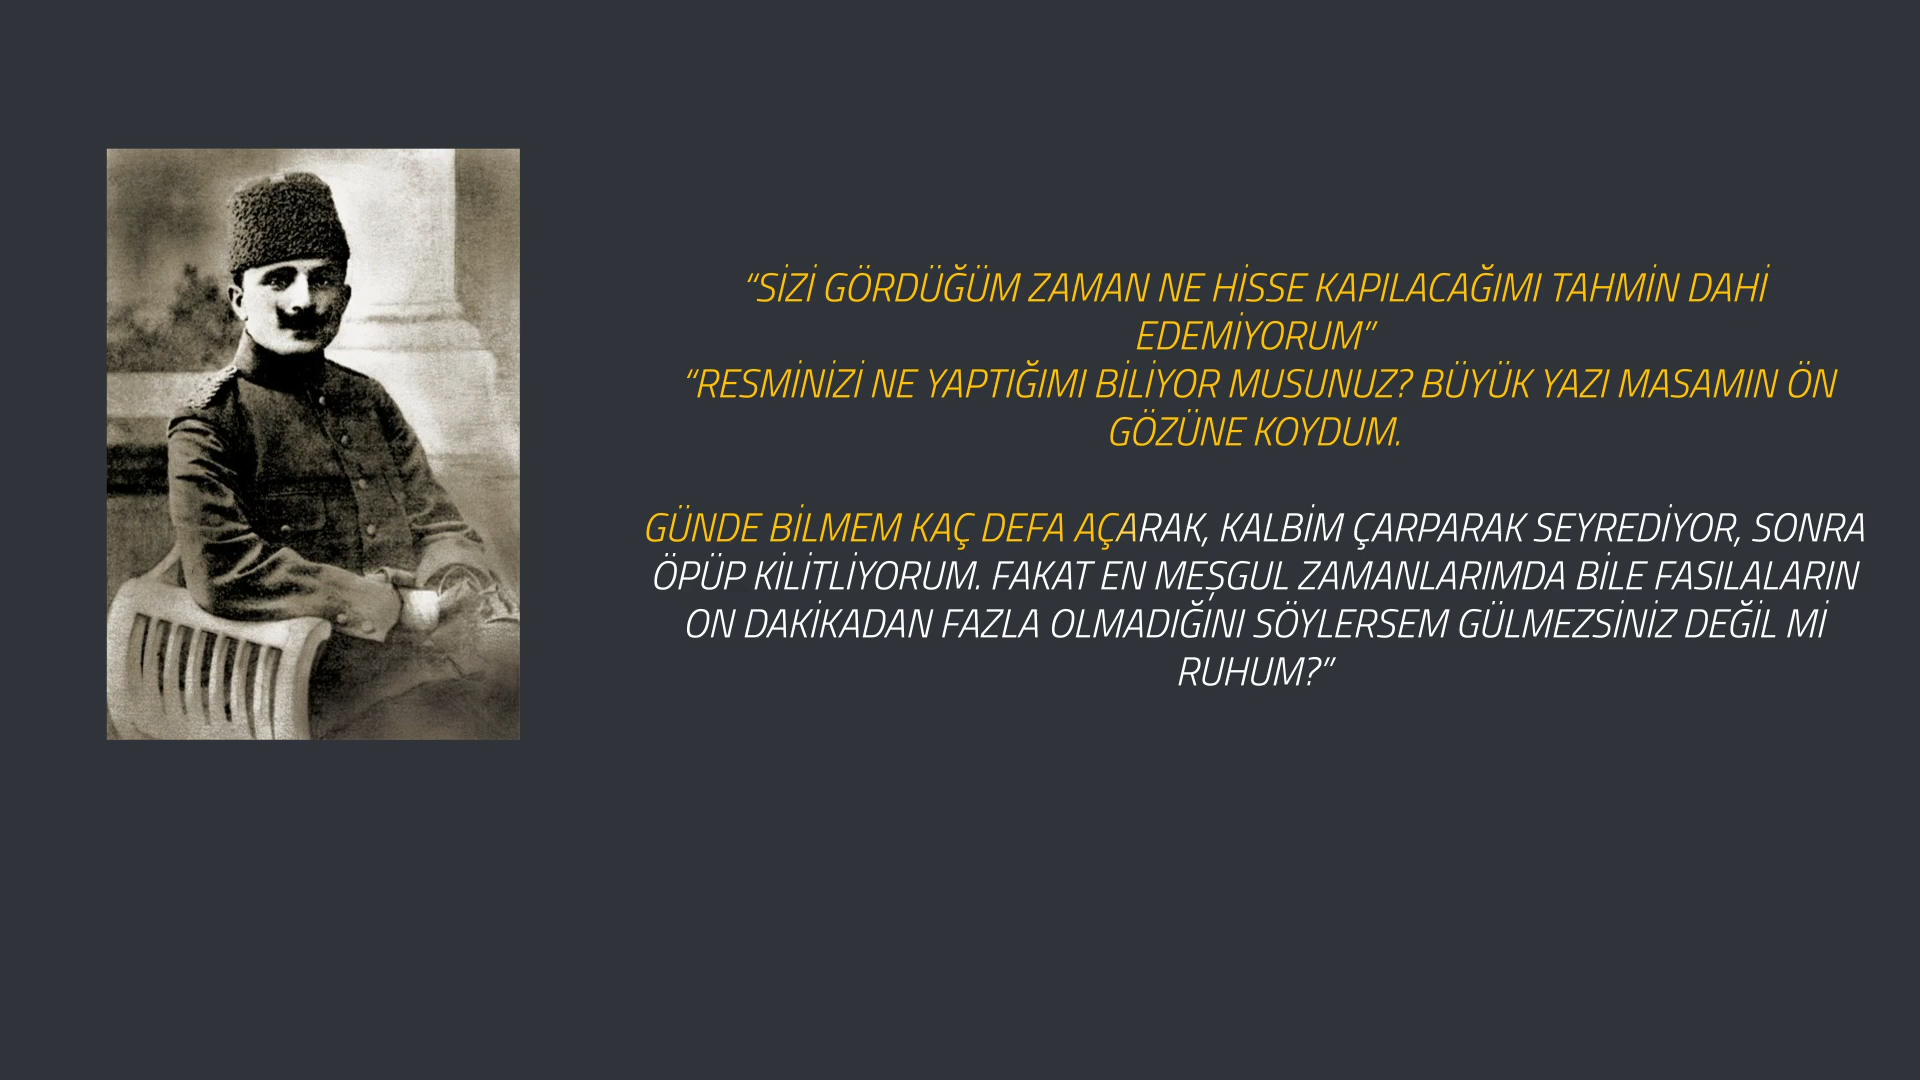 “SİZİ GÖRDÜĞÜM ZAMAN NE HİSSE KAPILACAĞIMI TAHMİN DAHİ
EDEMİYORUM”
“RESMİNİZİ NE YAPTIĞIMI BİLİYOR MUSUNUZ? BÜYÜK YAZI MASAMIN ÖN
GÖZÜNE KOYDUM.
GÜNDE BİLMEM KAÇ DEFA AÇARAK, KALBİM ÇARPARAK SEYREDİYOR, SONRA
ÖPÜP KİLİTLİYORUM. FAKAT EN MEŞGUL ZAMANLARIMDA BİLE FASILALARIN
ON DAKİKADAN FAZLA OLMADIĞİNI SÖYLERSEM GÜLMEZSİNİZ DEĞİL Mİ
RUHUM?”